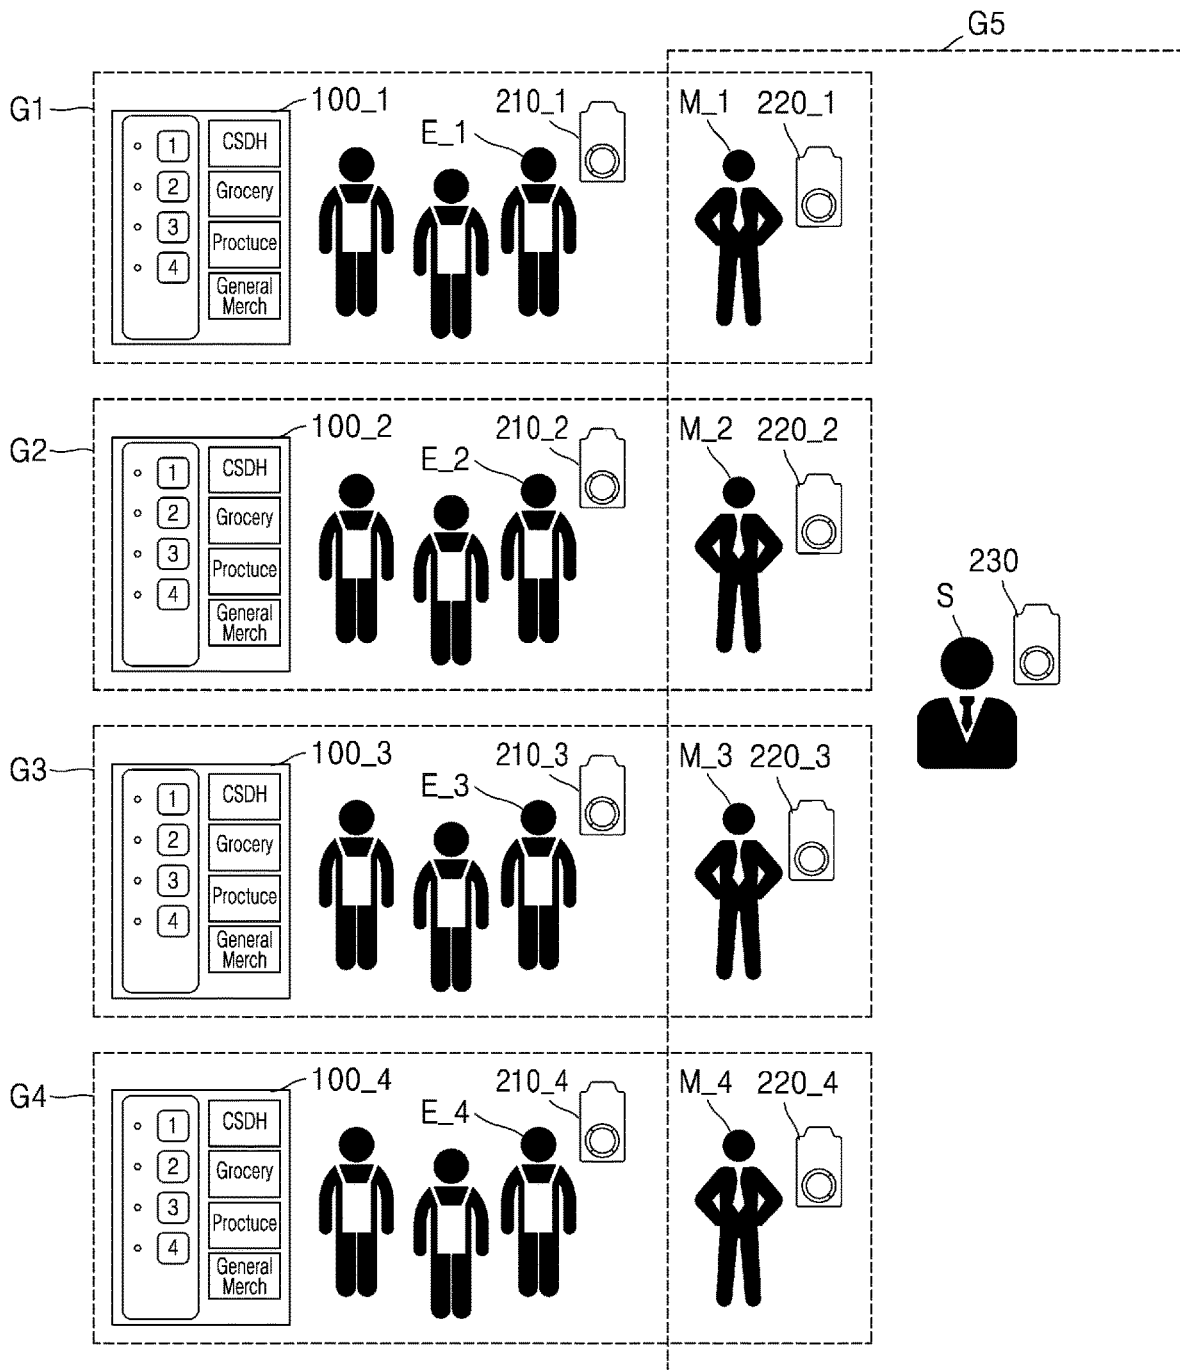 G5
G1
100_1
210_1
M_1
220_1
E_1
1
CSDH
2
Grocery
3
Proctuce
4
General
Merch
G2
100_2
210_2
M_2
220_2
E_2
1
CSDH
2
Grocery
3
Proctuce
4
General
Merch
S
230
G3
100_3
210_3
M_3
220_3
E_3
1
CSDH
2
Grocery
3
Proctuce
4
General
Merch
G4
100_4
210_4
M_4
220_4
E_4
1
CSDH
2
Grocery
3
Proctuce
4
General
Merch